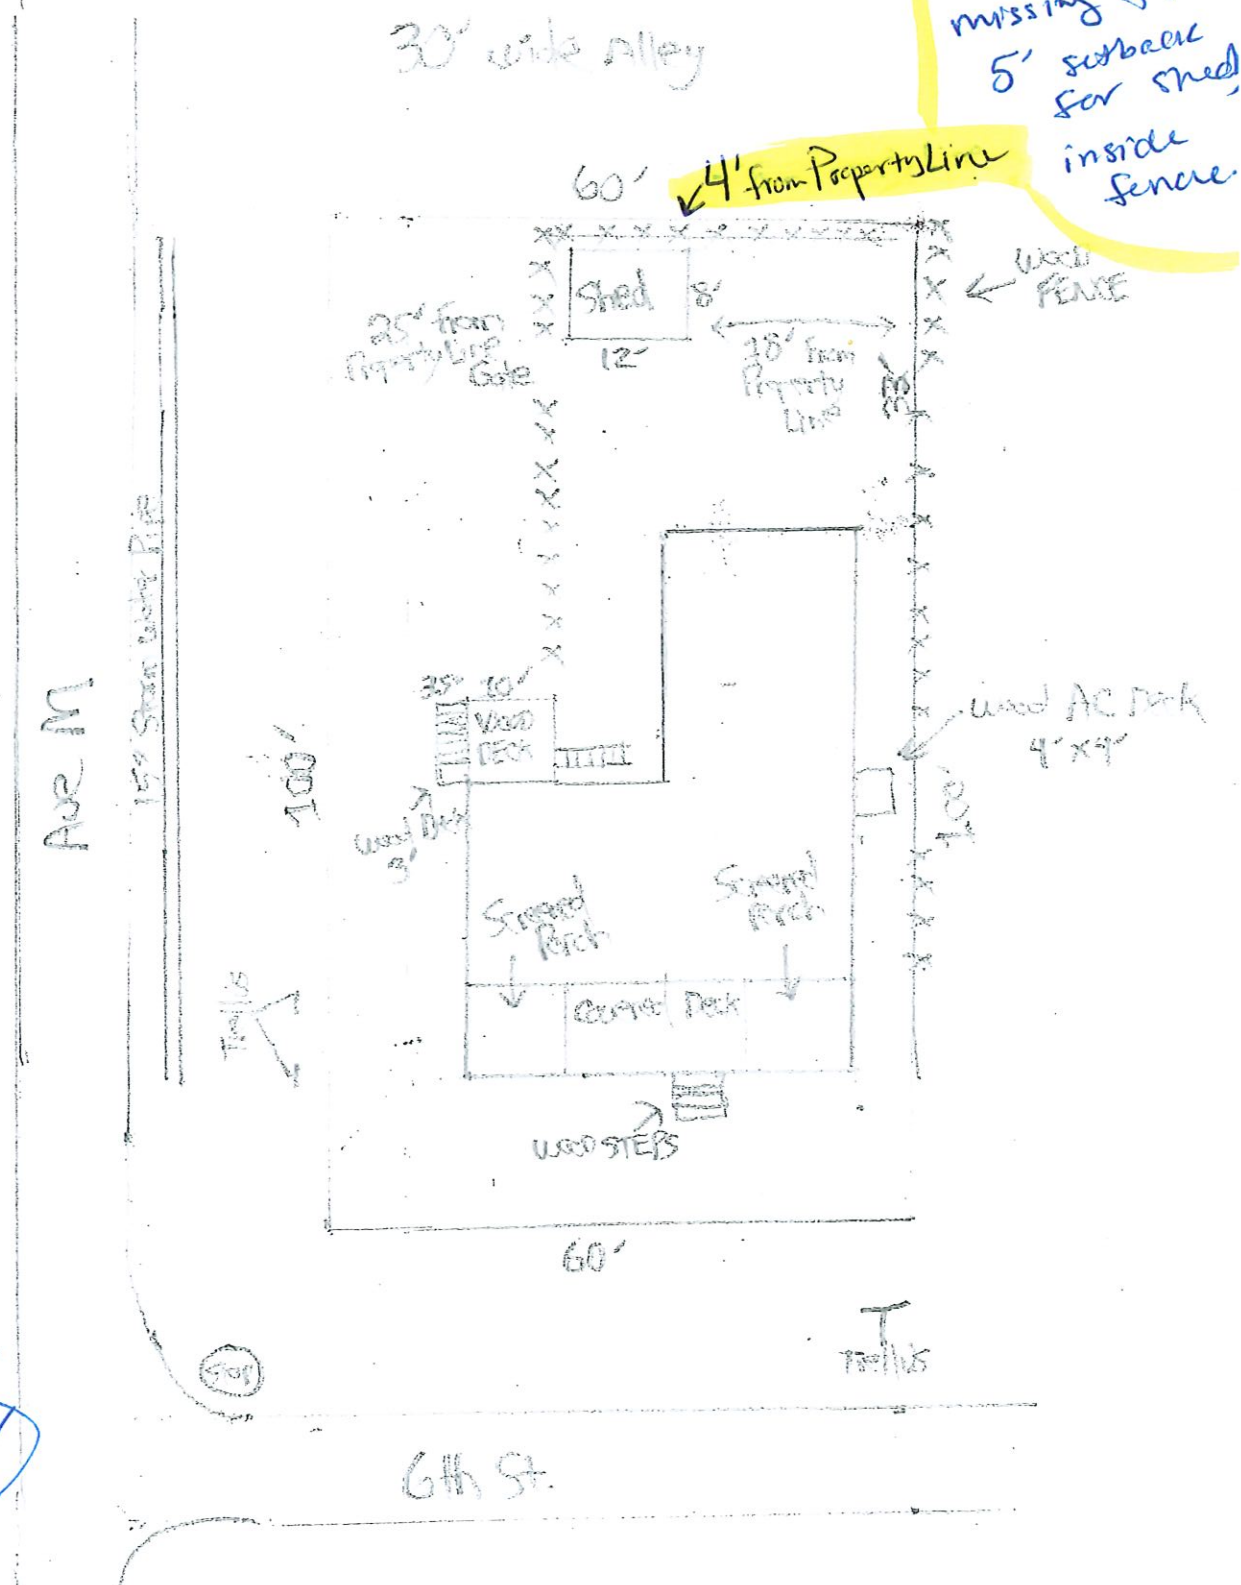 missing
5' setback
for shed,
inside
fence.
30' wide Alley
60'
4' from Property Line
WOOD
FENCE
Shed
8'
12'
25' from
Property Line
Gate
18' from
Property
Line
Ave M
Storm water Pipe
100'
10'
WOOD
DECK
Wood Deck
3'
wood AC Deck
4' x 4'
100'
Screened
Porch
Screened
Porch
Covered Deck
Trellis
WOOD STEPS
60'
Trellis
6th St.